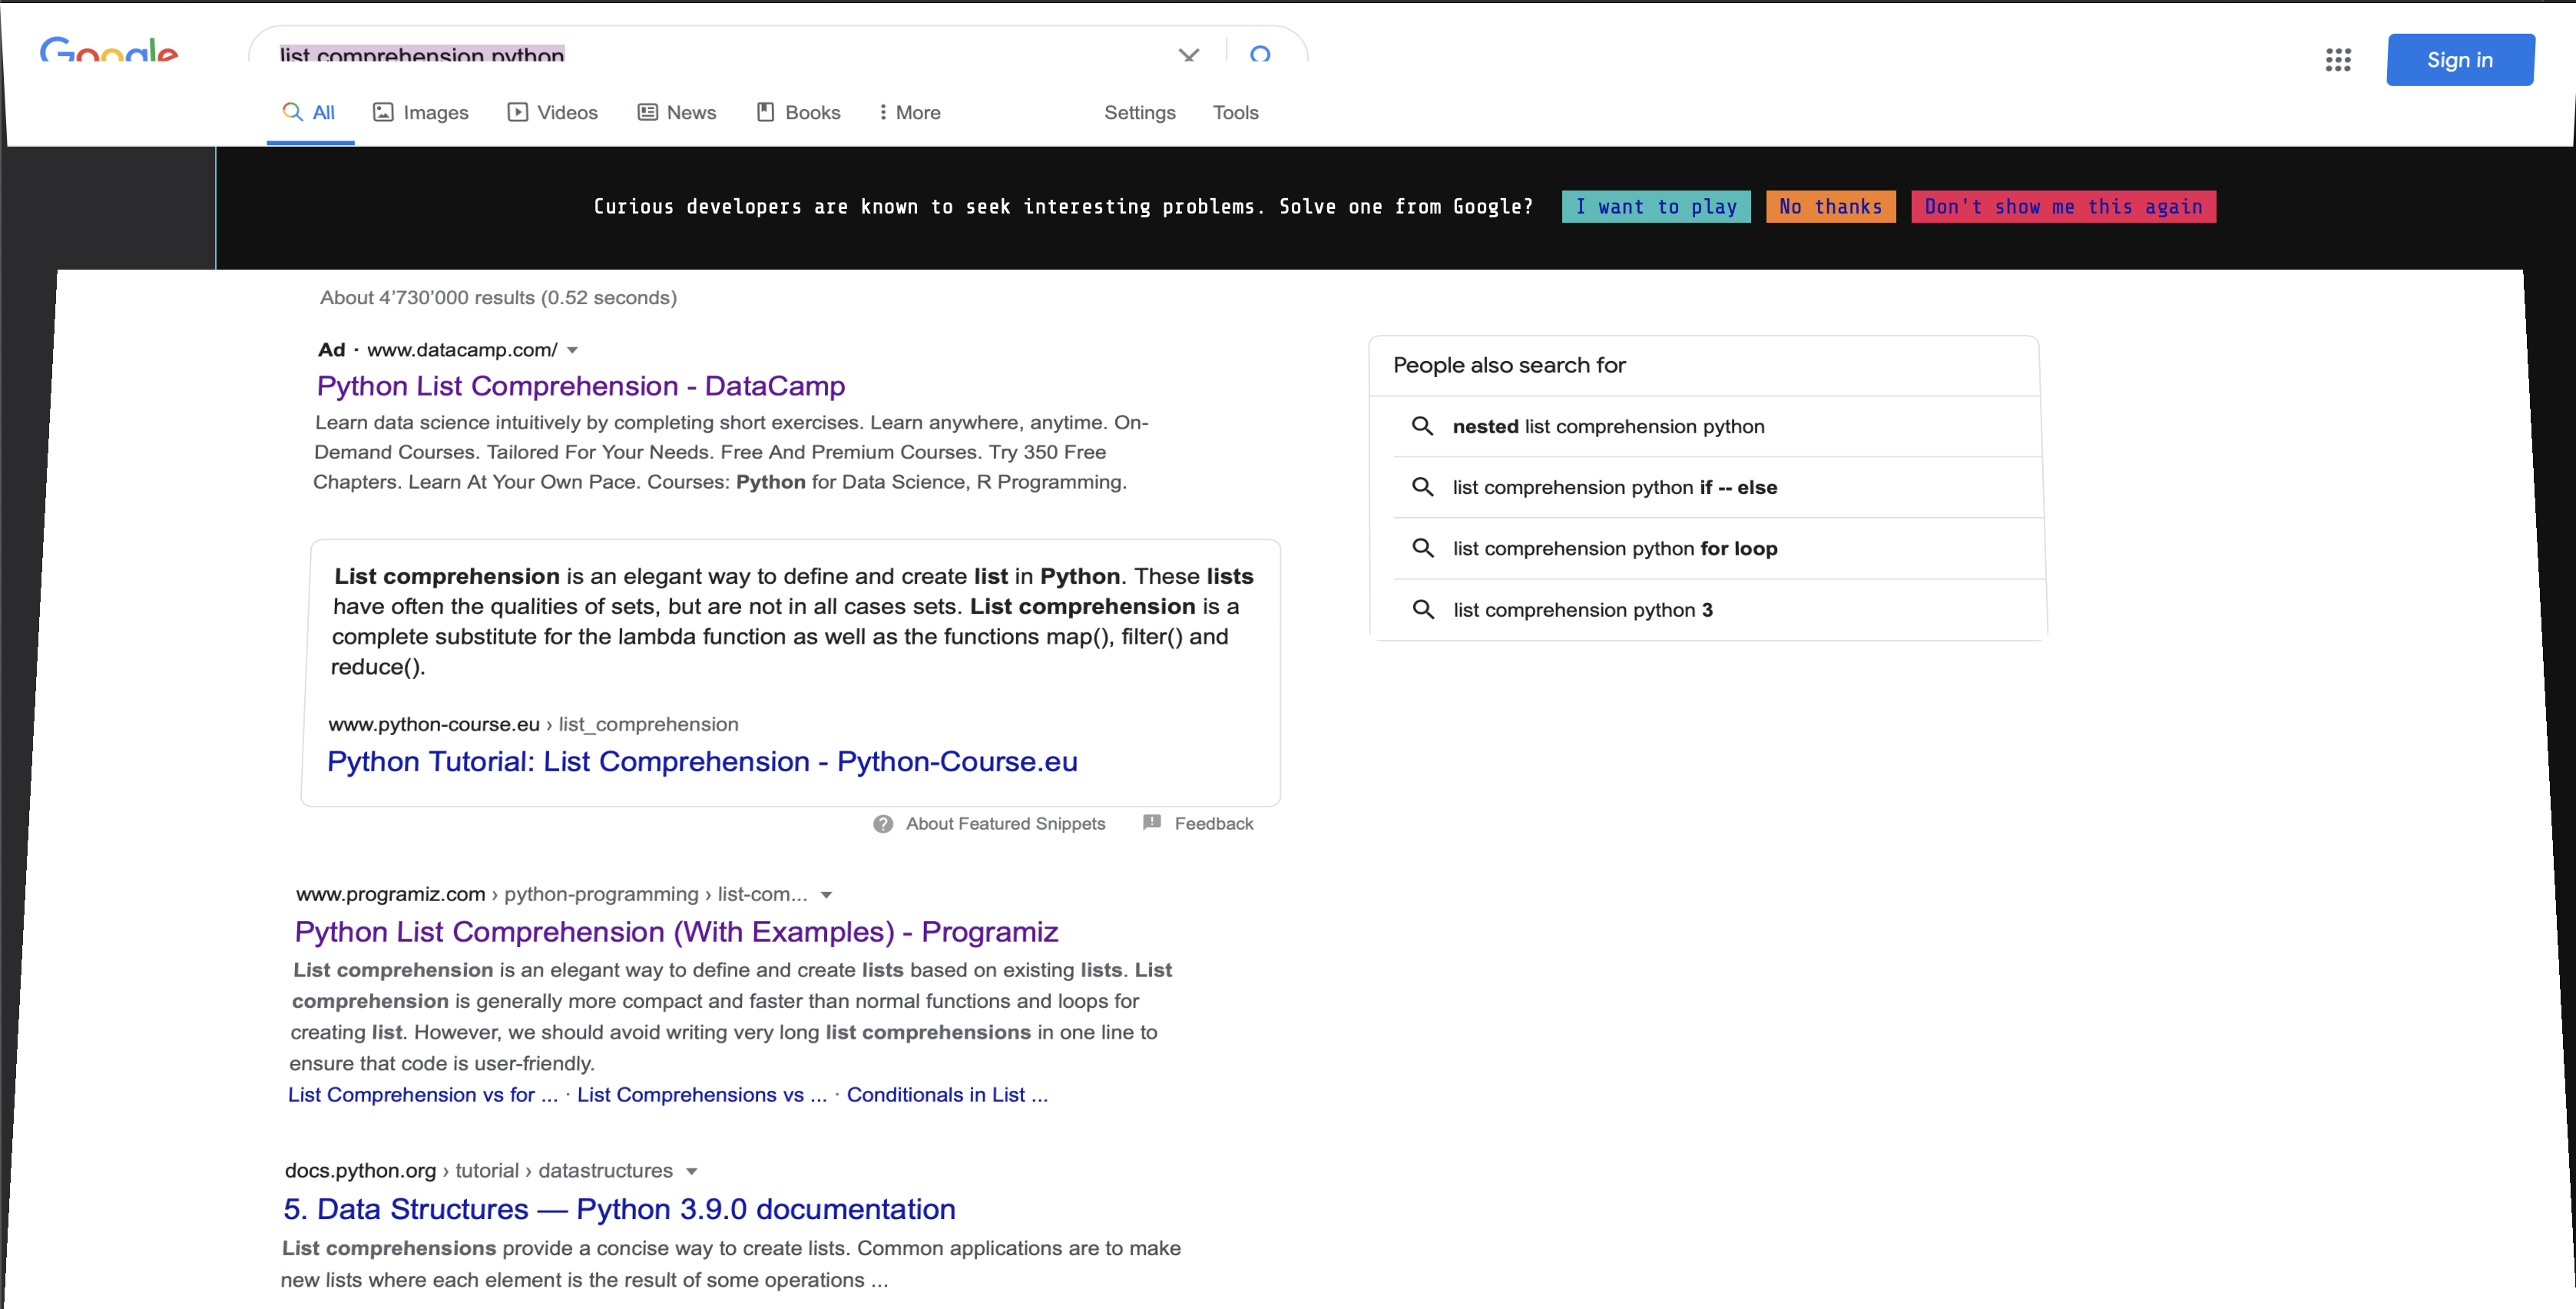 Google
list comprehension python
Sign in
All Images Videos News Books More Settings Tools
Curious developers are known to seek interesting problems. Solve one from Google? I want to play No thanks Don't show me this again
About 4’730’000 results (0.52 seconds)
Ad · www.datacamp.com/
Python List Comprehension - DataCamp
Learn data science intuitively by completing short exercises. Learn anywhere, anytime. On-
Demand Courses. Tailored For Your Needs. Free And Premium Courses. Try 350 Free
Chapters. Learn At Your Own Pace. Courses: Python for Data Science, R Programming.
List comprehension is an elegant way to define and create list in Python. These lists
have often the qualities of sets, but are not in all cases sets. List comprehension is a
complete substitute for the lambda function as well as the functions map(), filter() and
reduce().
www.python-course.eu › list_comprehension
Python Tutorial: List Comprehension - Python-Course.eu
About Featured Snippets Feedback
www.programiz.com › python-programming › list-com...
Python List Comprehension (With Examples) - Programiz
List comprehension is an elegant way to define and create lists based on existing lists. List
comprehension is generally more compact and faster than normal functions and loops for
creating list. However, we should avoid writing very long list comprehensions in one line to
ensure that code is user-friendly.
List Comprehension vs for ... · List Comprehensions vs ... · Conditionals in List ...
docs.python.org › tutorial › datastructures
5. Data Structures — Python 3.9.0 documentation
List comprehensions provide a concise way to create lists. Common applications are to make
new lists where each element is the result of some operations ...
People also search for
nested list comprehension python
list comprehension python if -- else
list comprehension python for loop
list comprehension python 3